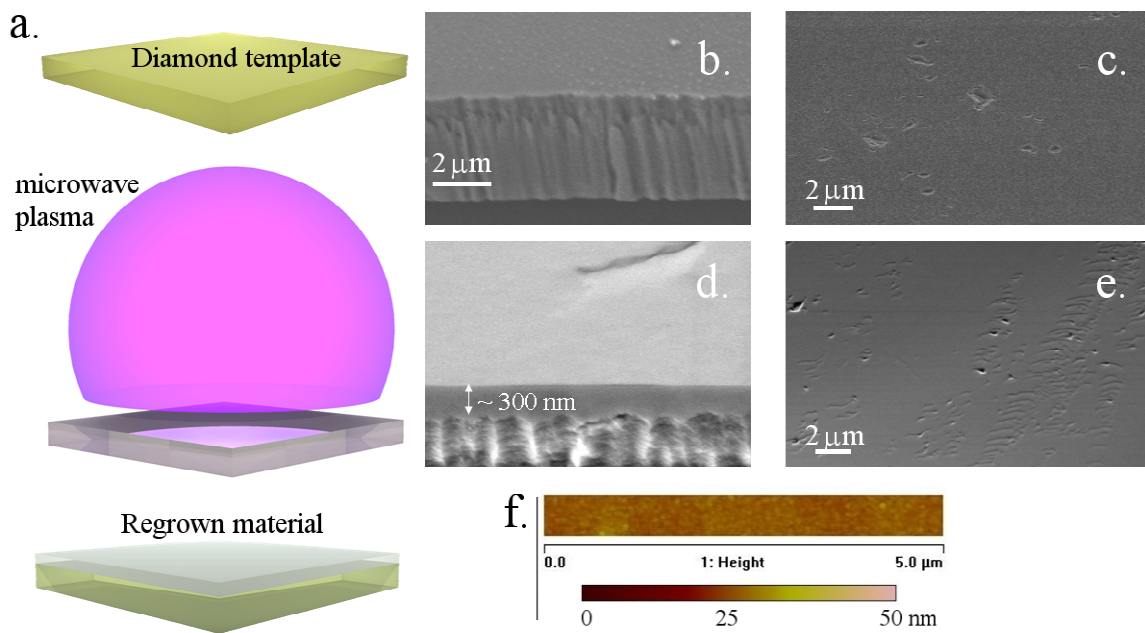 a.
Diamond template
microwave
plasma
Regrown material
b.
2 μm
c.
2 μm
d.
~ 300 nm
e.
2 μm
f.
0.0 1: Height 5.0 μm
0 25 50 nm